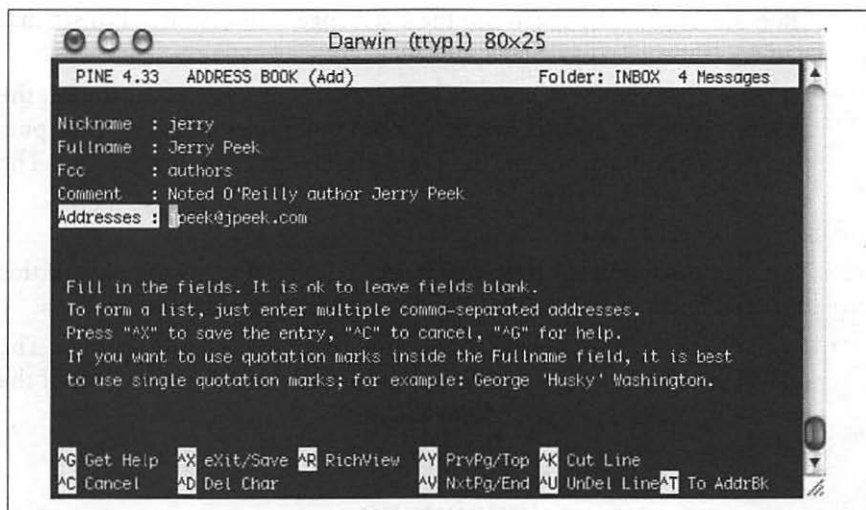 Darwin (ttyp1) 80x25
PINE 4.33 ADDRESS BOOK (Add) Folder: INBOX 4 Messages
Nickname : jerry
Fullname : Jerry Peek
Fcc : authors
Comment : Noted O'Reilly author Jerry Peek
Addresses : jpeek@jpeek.com
Fill in the fields. It is ok to leave fields blank.
To form a list, just enter multiple comma-separated addresses.
Press "^X" to save the entry, "^C" to cancel, "^G" for help.
If you want to use quotation marks inside the Fullname field, it is best
to use single quotation marks; for example: George 'Husky' Washington.
^G Get Help ^X eXit/Save ^R RichView ^Y PrvPg/Top ^K Cut Line
^C Cancel ^D Del Char ^V NxtPg/End ^U UnDel Line ^T To AddrBk